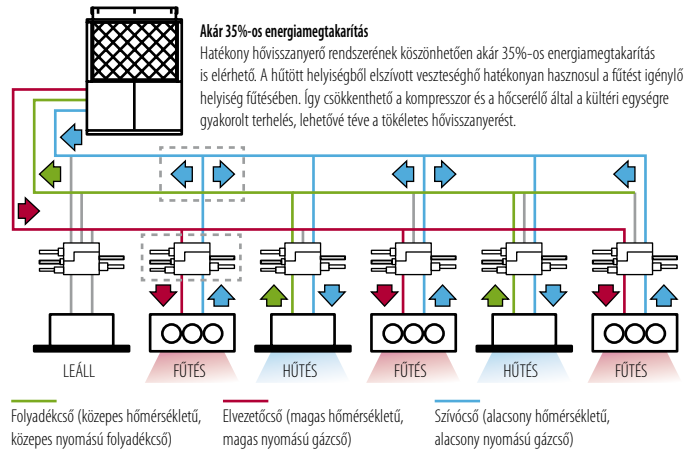 Akár 35%-os energiamegtakarítás
Hatékony hővisszanyerő rendszerének köszönhetően akár 35%-os energiamegtakarítás
is elérhető. A hűtött helyiségből elszívott veszteséghő hatékonyan hasznosul a fűtést igénylő
helyiség fűtésében. Így csökkenthető a kompresszor és a hőcserélő által a kültéri egységre
gyakorolt terhelés, lehetővé téve a tökéletes hővisszanyerést.
LEÁLL
FŰTÉS
HŰTÉS
FŰTÉS
HŰTÉS
FŰTÉS
Folyadékcső (közepes hőmérsékletű,
közepes nyomású folyadékcső)
Elvezetőcső (magas hőmérsékletű,
magas nyomású gázcső)
Szívócső (alacsony hőmérsékletű,
alacsony nyomású gázcső)